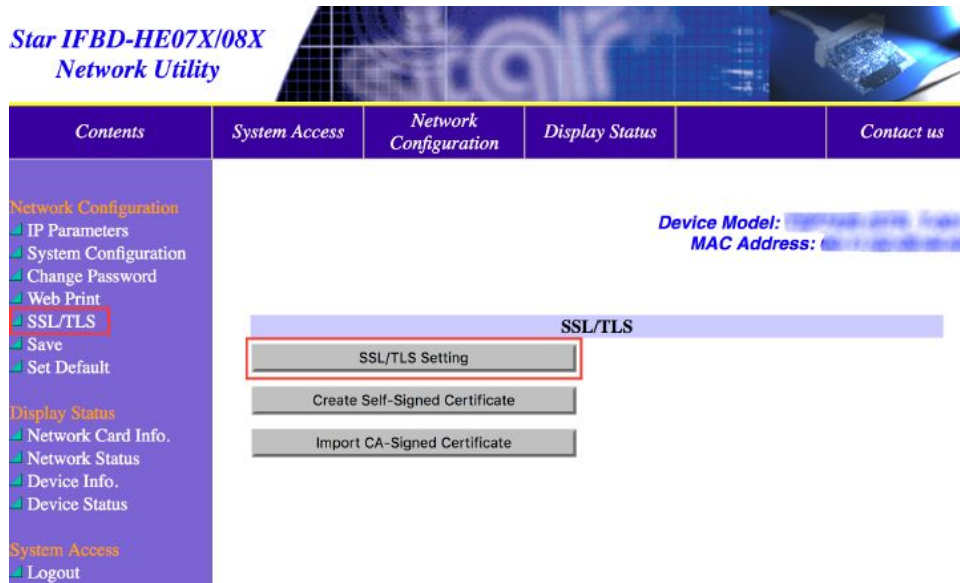 Star IFBD-HE07X/08X
Network Utility
star
Contents
System Access
Network
Configuration
Display Status
Contact us
Network Configuration
IP Parameters
System Configuration
Change Password
Web Print
SSL/TLS
Save
Set Default
Display Status
Network Card Info.
Network Status
Device Info.
Device Status
System Access
Logout
Device Model:
MAC Address:
SSL/TLS
SSL/TLS Setting
Create Self-Signed Certificate
Import CA-Signed Certificate